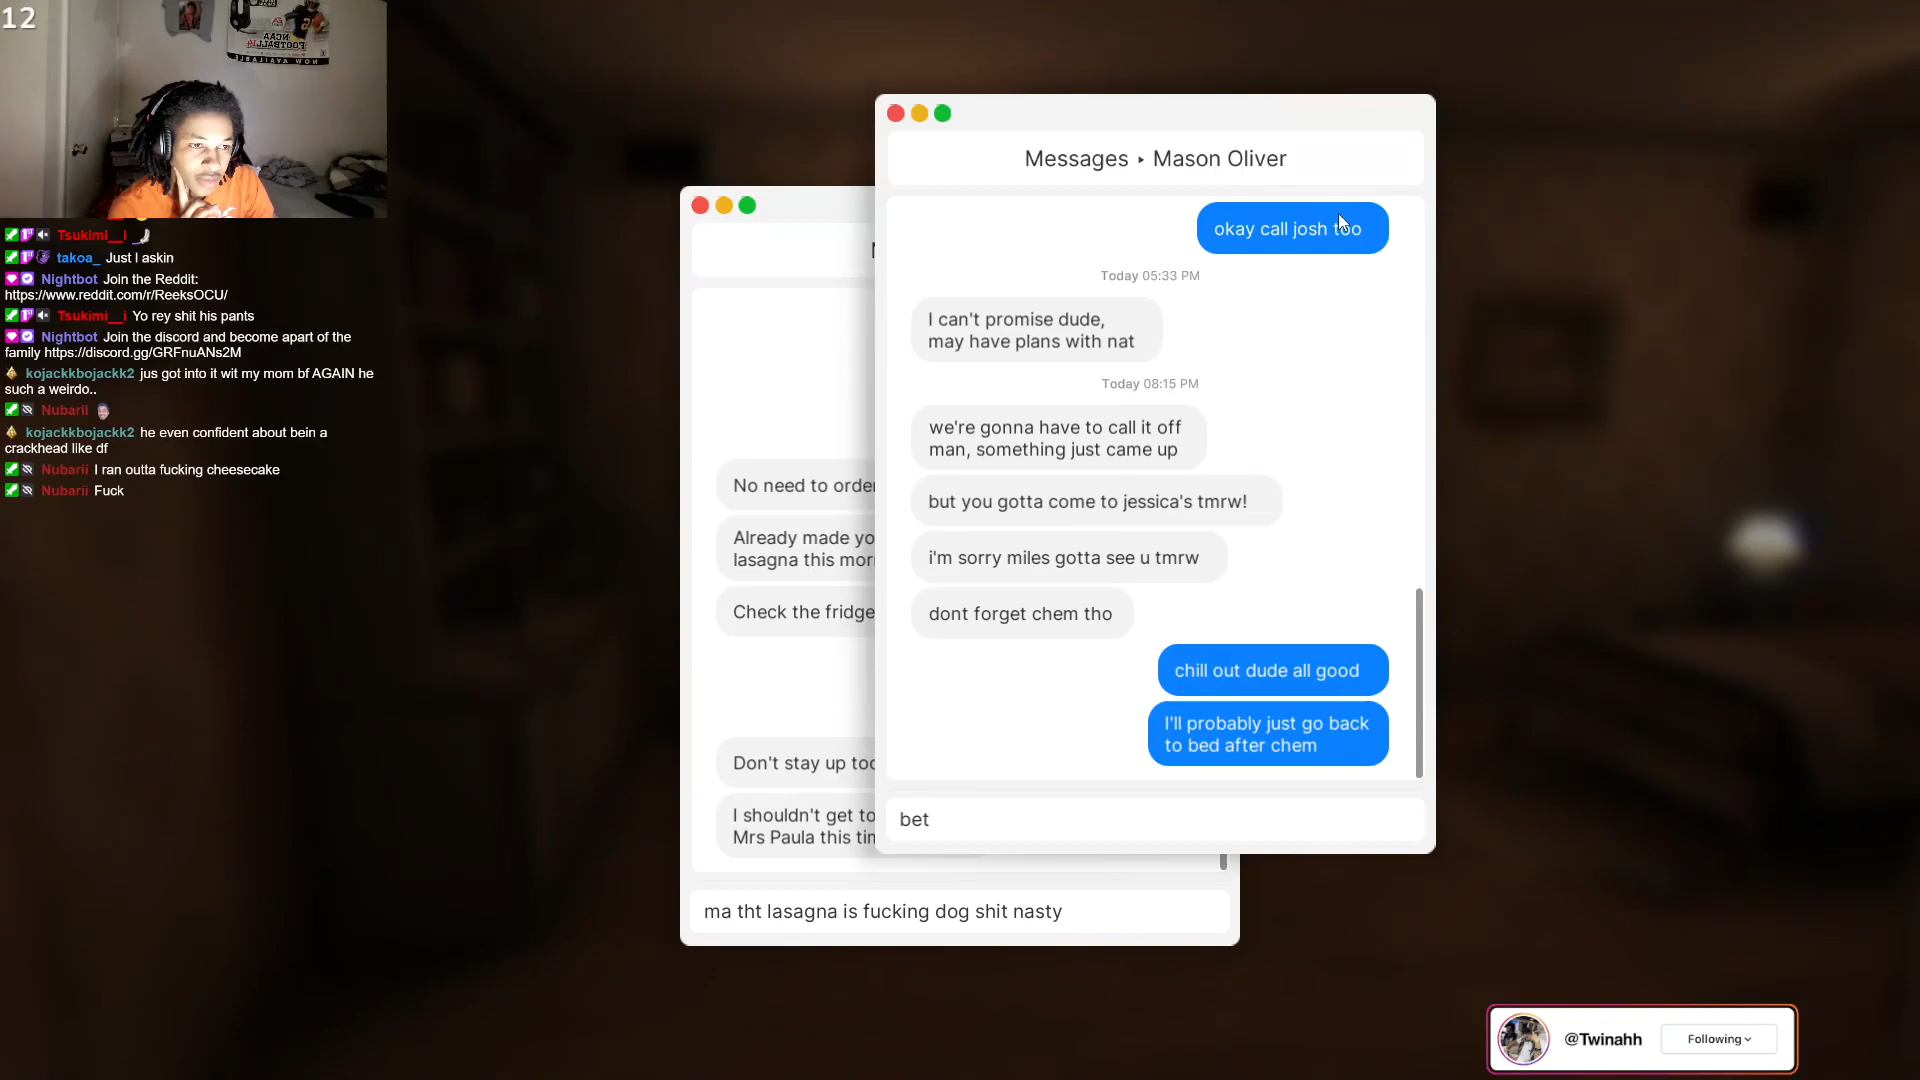 12
NCAA
FOOTBALL
NOW AVAILABLE
Tsukimi__i
takoa_ Just I askin
Nightbot Join the Reddit:
https://www.reddit.com/r/ReeksOCU/
Tsukimi__i Yo rey shit his pants
Nightbot Join the discord and become apart of the
family https://discord.gg/GRFnuANs2M
kojackkbojackk2 jus got into it wit my mom bf AGAIN he
such a weirdo..
Nubarii
kojackkbojackk2 he even confident about bein a
crackhead like df
Nubarii I ran outta fucking cheesecake
Nubarii Fuck
Messages ▸ Mason Oliver
okay call josh too
Today 05:33 PM
I can't promise dude,
may have plans with nat
Today 08:15 PM
we're gonna have to call it off
man, something just came up
but you gotta come to jessica's tmrw!
i'm sorry miles gotta see u tmrw
dont forget chem tho
chill out dude all good
I'll probably just go back
to bed after chem
bet
No need to order
Already made yo
lasagna this mor
Check the fridge
Don't stay up too
I shouldn't get to
Mrs Paula this tim
ma tht lasagna is fucking dog shit nasty
@Twinahh
Following